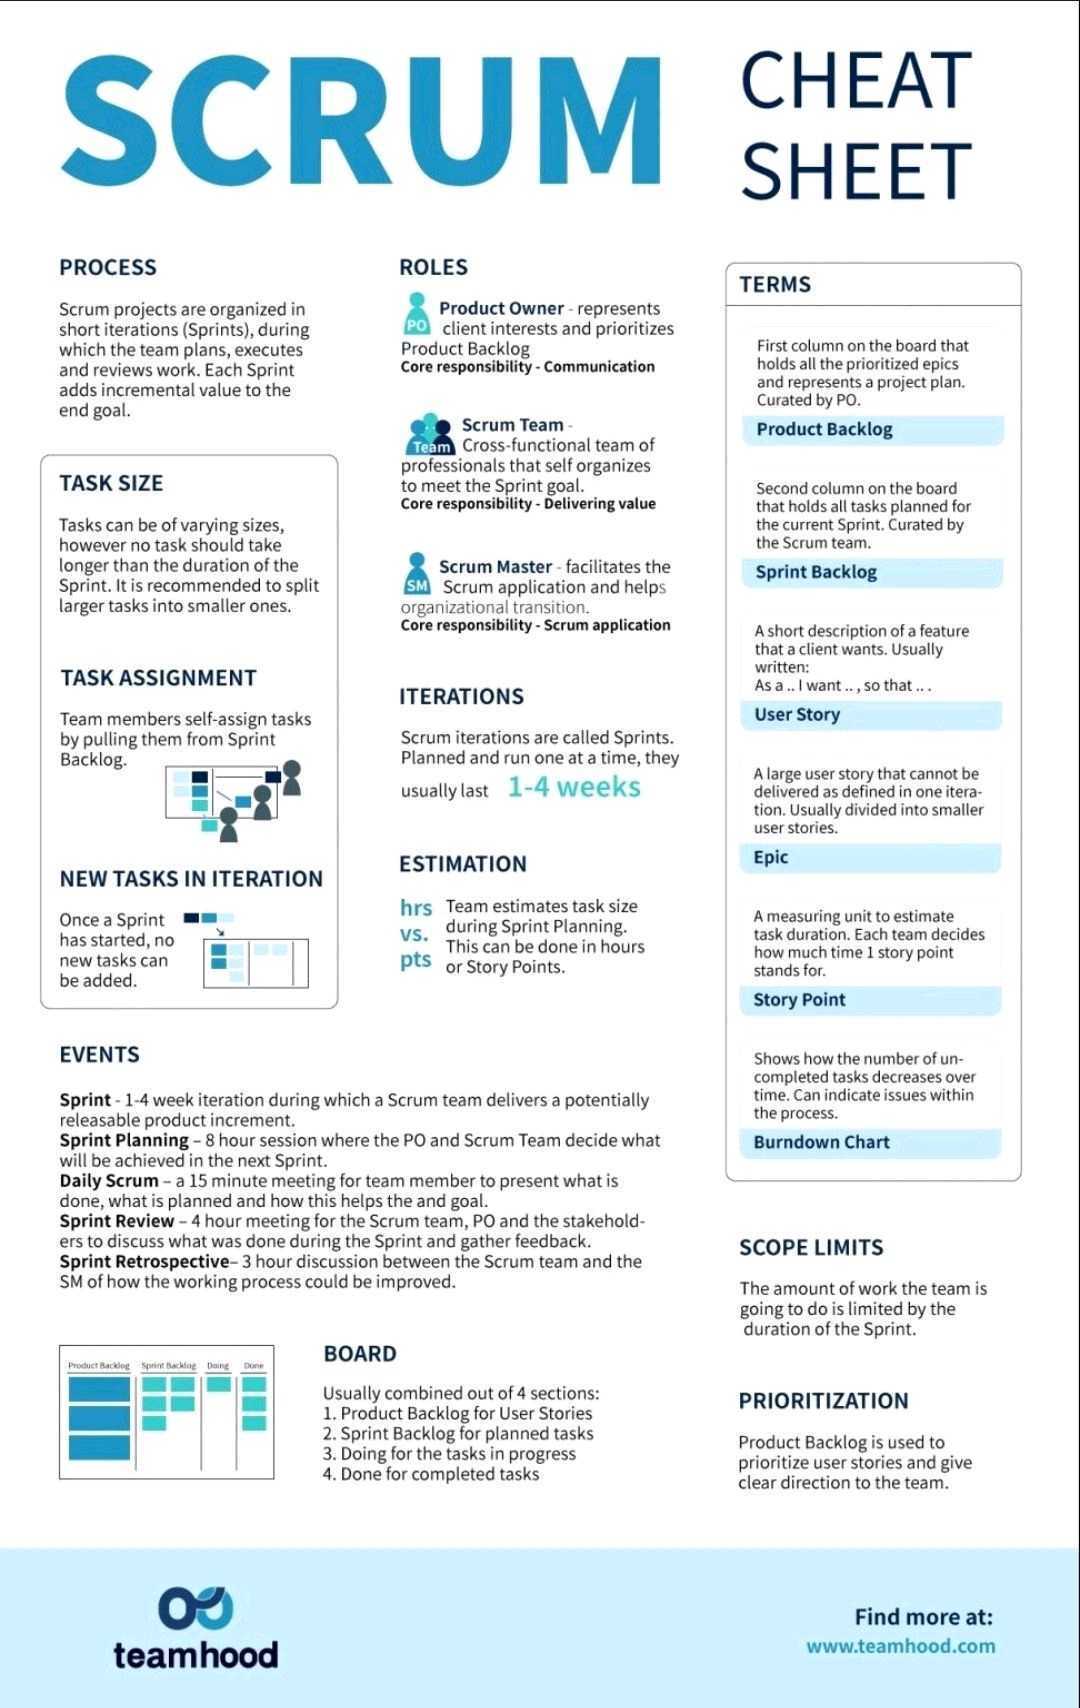 SCRUM
CHEAT
SHEET
PROCESS
Scrum projects are organized in
short iterations (Sprints), during
which the team plans, executes
and reviews work. Each Sprint
adds incremental value to the
end goal.
TASK SIZE
Tasks can be of varying sizes,
however no task should take
longer than the duration of the
Sprint. It is recommended to split
larger tasks into smaller ones.
TASK ASSIGNMENT
Team members self-assign tasks
by pulling them from Sprint
Backlog.
NEW TASKS IN ITERATION
Once a Sprint
has started, no
new tasks can
be added.
ROLES
PO
Product Owner - represents
client interests and prioritizes
Product Backlog
Core responsibility - Communication
Team
Scrum Team -
Cross-functional team of
professionals that self organizes
to meet the Sprint goal.
Core responsibility - Delivering value
SM
Scrum Master - facilitates the
Scrum application and helps
organizational transition.
Core responsibility - Scrum application
ITERATIONS
Scrum iterations are called Sprints.
Planned and run one at a time, they
usually last 1-4 weeks
ESTIMATION
hrs
vs.
pts
Team estimates task size
during Sprint Planning.
This can be done in hours
or Story Points.
TERMS
First column on the board that
holds all the prioritized epics
and represents a project plan.
Curated by PO.
Product Backlog
Second column on the board
that holds all tasks planned for
the current Sprint. Curated by
the Scrum team.
Sprint Backlog
A short description of a feature
that a client wants. Usually
written:
As a .. I want .. , so that .. .
User Story
A large user story that cannot be
delivered as defined in one itera-
tion. Usually divided into smaller
user stories.
Epic
A measuring unit to estimate
task duration. Each team decides
how much time 1 story point
stands for.
Story Point
Shows how the number of un-
completed tasks decreases over
time. Can indicate issues within
the process.
Burndown Chart
EVENTS
Sprint - 1-4 week iteration during which a Scrum team delivers a potentially
releasable product increment.
Sprint Planning – 8 hour session where the PO and Scrum Team decide what
will be achieved in the next Sprint.
Daily Scrum – a 15 minute meeting for team member to present what is
done, what is planned and how this helps the and goal.
Sprint Review – 4 hour meeting for the Scrum team, PO and the stakehold-
ers to discuss what was done during the Sprint and gather feedback.
Sprint Retrospective– 3 hour discussion between the Scrum team and the
SM of how the working process could be improved.
Product Backlog Sprint Backlog Doing Done
BOARD
Usually combined out of 4 sections:
1. Product Backlog for User Stories
2. Sprint Backlog for planned tasks
3. Doing for the tasks in progress
4. Done for completed tasks
SCOPE LIMITS
The amount of work the team is
going to do is limited by the
duration of the Sprint.
PRIORITIZATION
Product Backlog is used to
prioritize user stories and give
clear direction to the team.
teamhood
Find more at:
www.teamhood.com